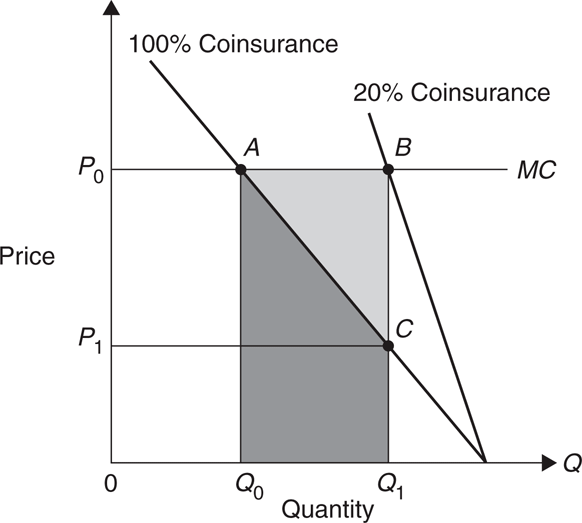 100% Coinsurance
20% Coinsurance
A
B
P0
MC
Price
C
P1
0
Q0
Q1
Q
Quantity